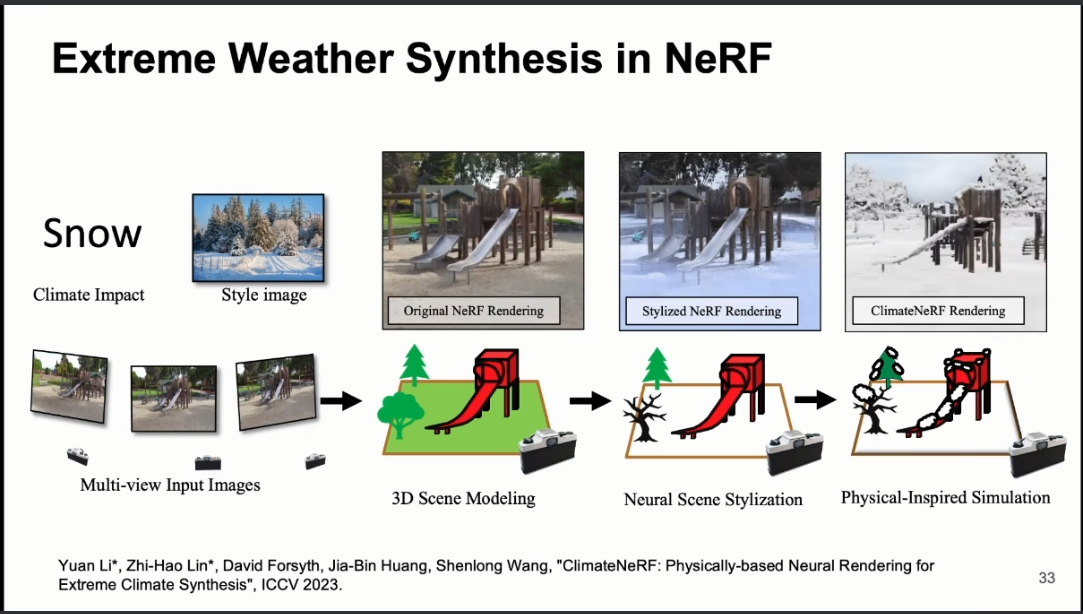 Extreme Weather Synthesis in NeRF
Snow
Climate Impact
Style image
Original NeRF Rendering
Stylized NeRF Rendering
ClimateNeRF Rendering
Multi-view Input Images
3D Scene Modeling
Neural Scene Stylization
Physical-Inspired Simulation
Yuan Li*, Zhi-Hao Lin*, David Forsyth, Jia-Bin Huang, Shenlong Wang, "ClimateNeRF: Physically-based Neural Rendering for
Extreme Climate Synthesis", ICCV 2023.
33